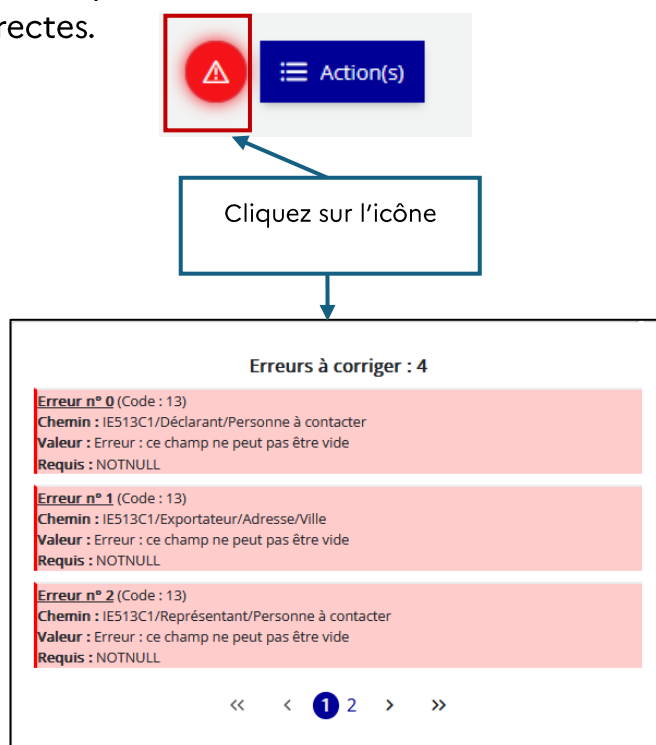 rectes.
Action(s)
Cliquez sur l’icône
Erreurs à corriger : 4
Erreur n° 0 (Code : 13)
Chemin : IE513C1/Déclarant/Personne à contacter
Valeur : Erreur : ce champ ne peut pas être vide
Requis : NOTNULL
Erreur n° 1 (Code : 13)
Chemin : IE513C1/Exportateur/Adresse/Ville
Valeur : Erreur : ce champ ne peut pas être vide
Requis : NOTNULL
Erreur n° 2 (Code : 13)
Chemin : IE513C1/Représentant/Personne à contacter
Valeur : Erreur : ce champ ne peut pas être vide
Requis : NOTNULL
« ‹ 1 2 › »